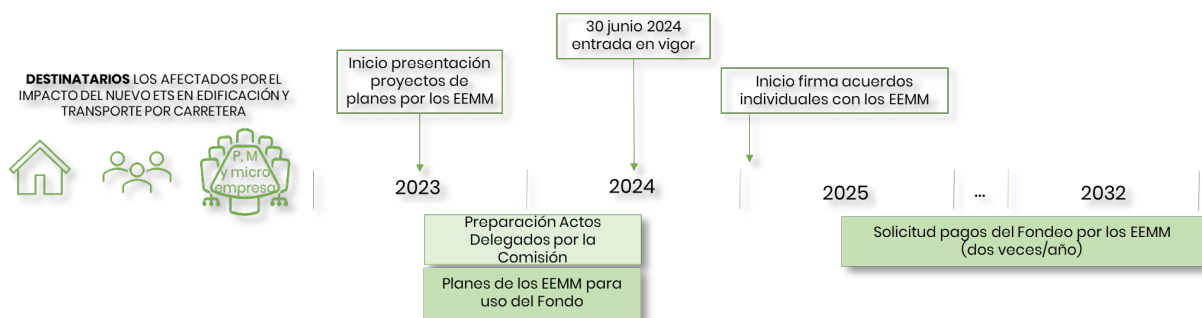 DESTINATARIOS LOS AFECTADOS POR EL
IMPACTO DEL NUEVO ETS EN EDIFICACIÓN Y
TRANSPORTE POR CARRETERA
P, M
y micro
empresa
Inicio presentación
proyectos de
planes por los EEMM
30 junio 2024
entrada en vigor
Inicio firma acuerdos
individuales con los EEMM
2023
2024
2025
...
2032
Preparación Actos
Delegados por la
Comisión
Planes de los EEMM para
uso del Fondo
Solicitud pagos del Fondeo por los EEMM
(dos veces/año)